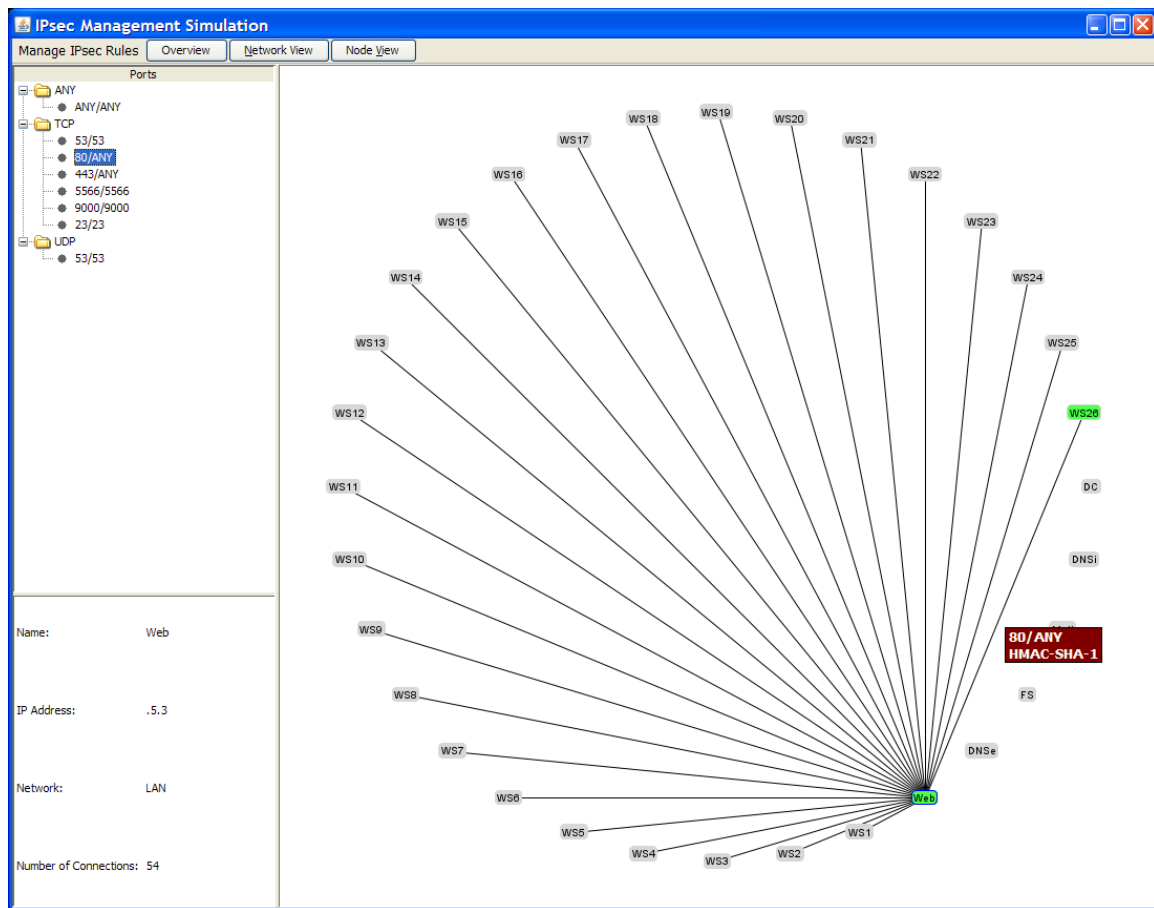 IPsec Management Simulation
Manage IPsec Rules Overview Network View Node View
Ports
ANY
ANY/ANY
TCP
53/53
80/ANY
443/ANY
5566/5566
9000/9000
23/23
UDP
53/53
Name: Web
IP Address: .5.3
Network: LAN
Number of Connections: 54
WS19
WS18
WS20
WS17
WS21
WS16
WS22
WS15
WS23
WS14
WS24
WS13
WS25
WS12
WS26
WS11
DC
WS10
DNSi
WS9
80/ANY
HMAC-SHA-1
WS8
FS
WS7
DNSe
WS6
Web
WS5
WS1
WS4
WS3
WS2